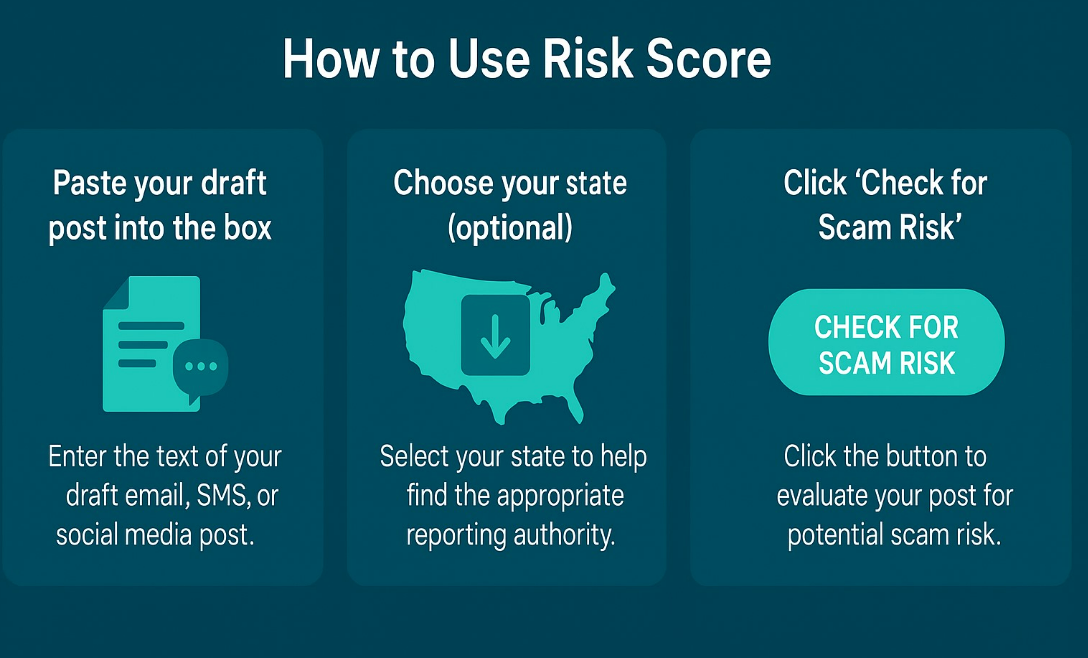 How to Use Risk Score
Paste your draft
post into the box
Enter the text of your
draft email, SMS, or
social media post.
Choose your state
(optional)
Select your state to help
find the appropriate
reporting authority.
Click ‘Check for
Scam Risk’
CHECK FOR
SCAM RISK
Click the button to
evaluate your post for
potential scam risk.